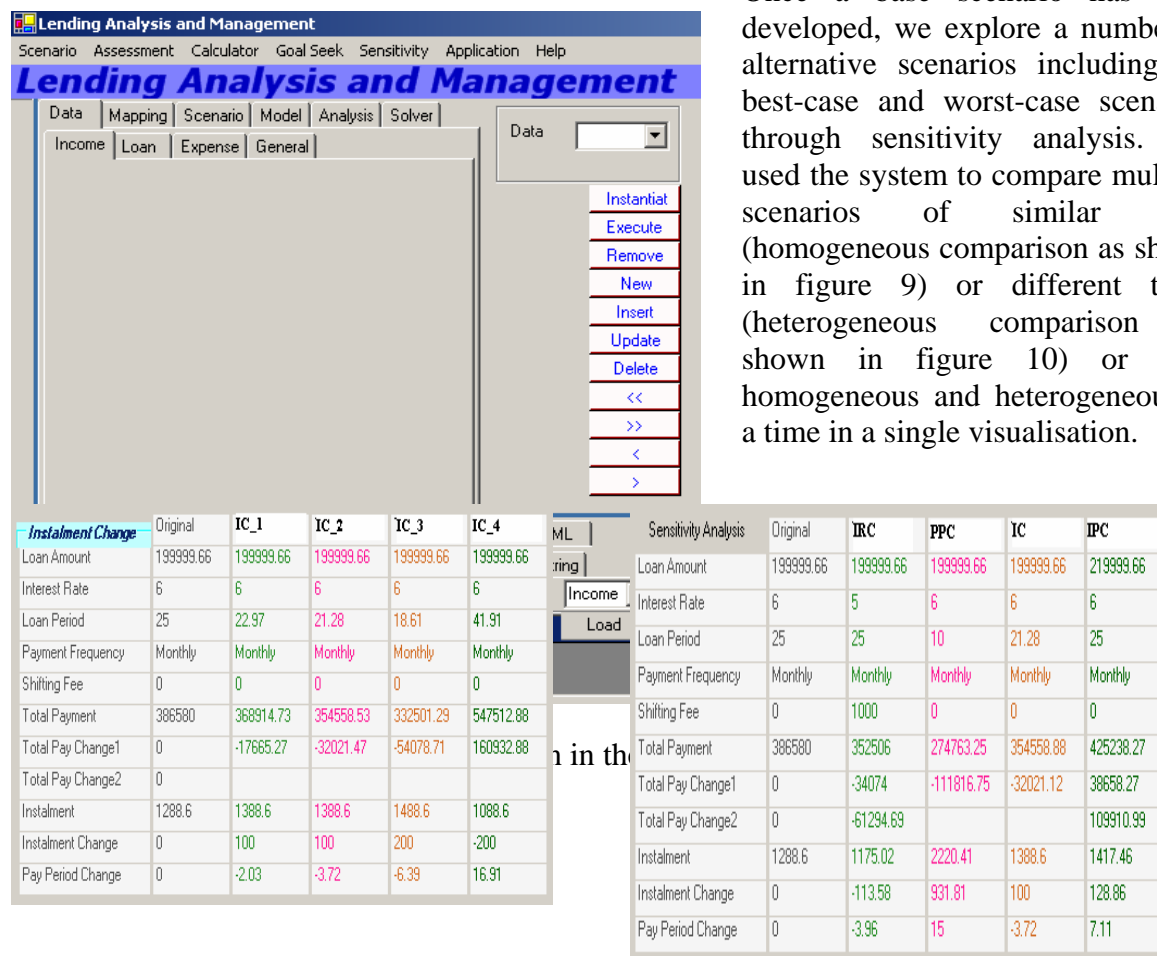 Lending Analysis and Management
Scenario Assessment Calculator Goal Seek Sensitivity Application Help
Lending Analysis and Management
Data Mapping Scenario Model Analysis Solver
Income Loan Expense General
Data
Instantiat
Execute
Remove
New
Insert
Update
Delete
<<
>>
<
>
developed, we explore a numbe
alternative scenarios including
best-case and worst-case scen
through sensitivity analysis.
used the system to compare mul
scenarios of similar
(homogeneous comparison as sh
in figure 9) or different t
(heterogeneous comparison
shown in figure 10) or
homogeneous and heterogeneou
a time in a single visualisation.
Instalment Change Original IC_1 IC_2 IC_3 IC_4
Loan Amount 199999.66 199999.66 199999.66 199999.66 199999.66
Interest Rate 6 6 6 6 6
Loan Period 25 22.97 21.28 18.61 41.91
Payment Frequency Monthly Monthly Monthly Monthly Monthly
Shifting Fee 0 0 0 0 0
Total Payment 386580 368914.73 354558.53 332501.29 547512.88
Total Pay Change1 0 -17665.27 -32021.47 -54078.71 160932.88
Total Pay Change2 0
Instalment 1288.6 1388.6 1388.6 1488.6 1088.6
Instalment Change 0 100 100 200 -200
Pay Period Change 0 -2.03 -3.72 -6.39 16.91
ML
tring
Income
Load
n in the
Sensitivity Analysis Original IRC PPC IC IPC
Loan Amount 199999.66 199999.66 199999.66 199999.66 219999.66
Interest Rate 6 5 6 6 6
Loan Period 25 25 10 21.28 25
Payment Frequency Monthly Monthly Monthly Monthly Monthly
Shifting Fee 0 1000 0 0 0
Total Payment 386580 352506 274763.25 354558.88 425238.27
Total Pay Change1 0 -34074 -111816.75 -32021.12 38658.27
Total Pay Change2 0 -61294.69 109910.99
Instalment 1288.6 1175.02 2220.41 1388.6 1417.46
Instalment Change 0 -113.58 931.81 100 128.86
Pay Period Change 0 -3.96 15 -3.72 7.11